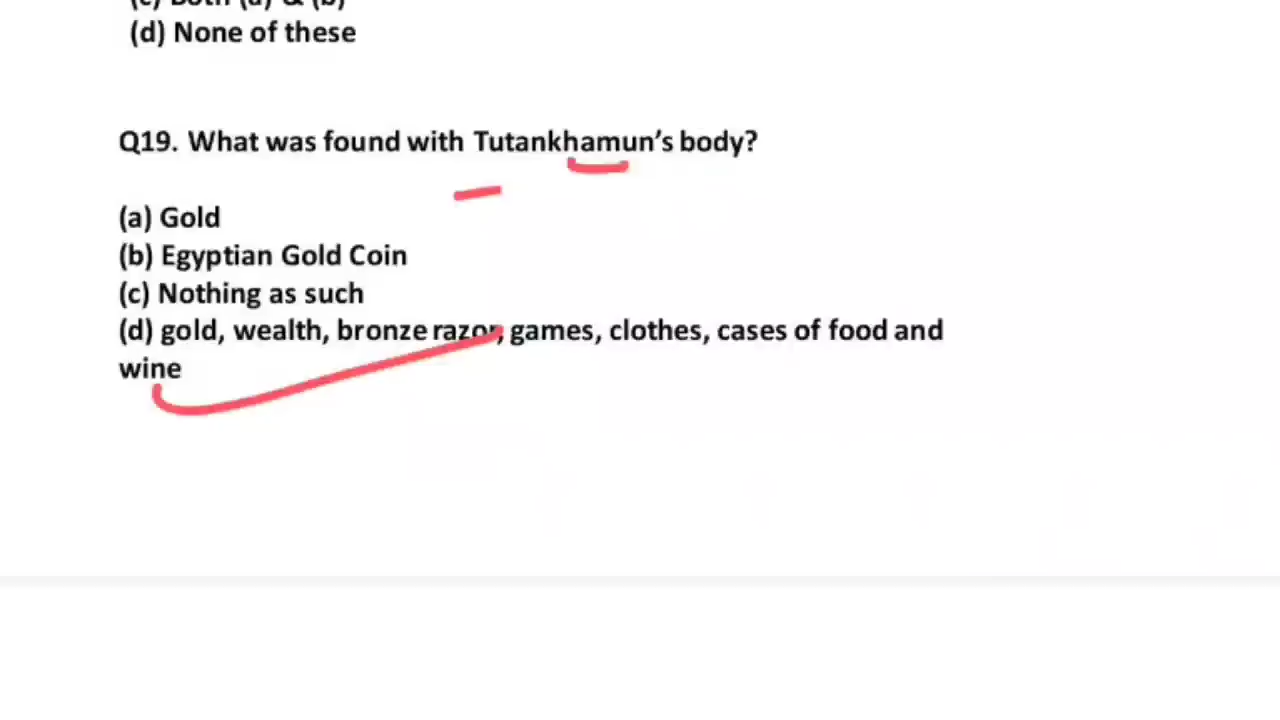 (c) Both (a) & (b)
(d) None of these
Q19. What was found with Tutankhamun's body?
(a) Gold
(b) Egyptian Gold Coin
(c) Nothing as such
(d) gold, wealth, bronze razor, games, clothes, cases of food and
wine